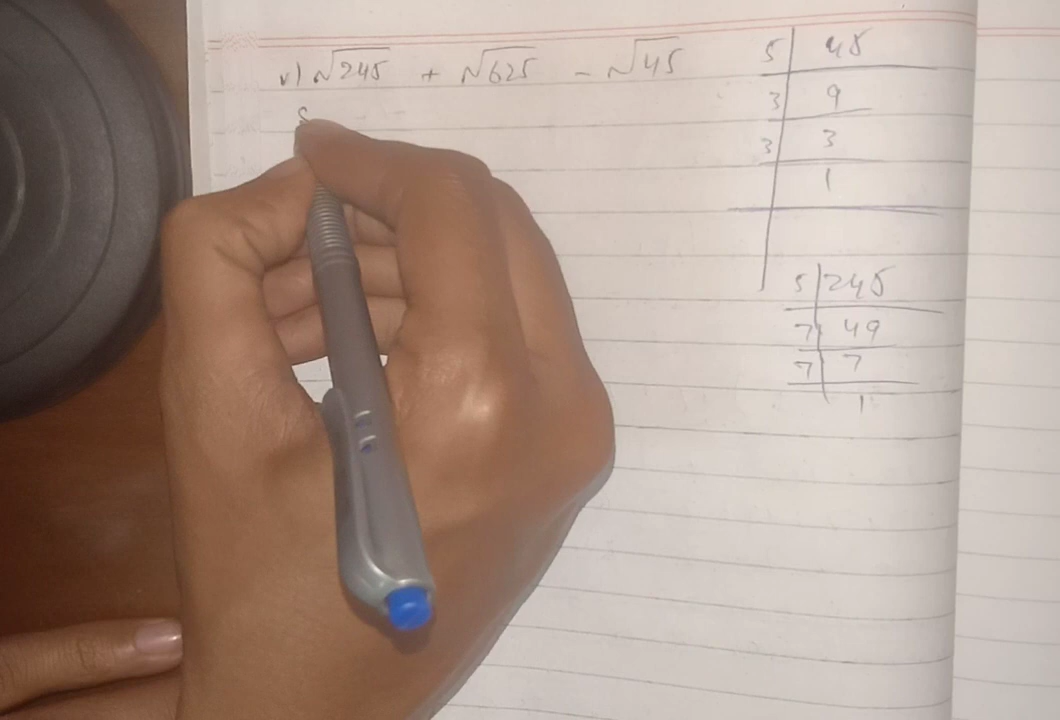 v) √245 + √625 - √45
5 | 45
3 | 9
3 | 3
1
5 | 245
7 | 49
7 | 7
1